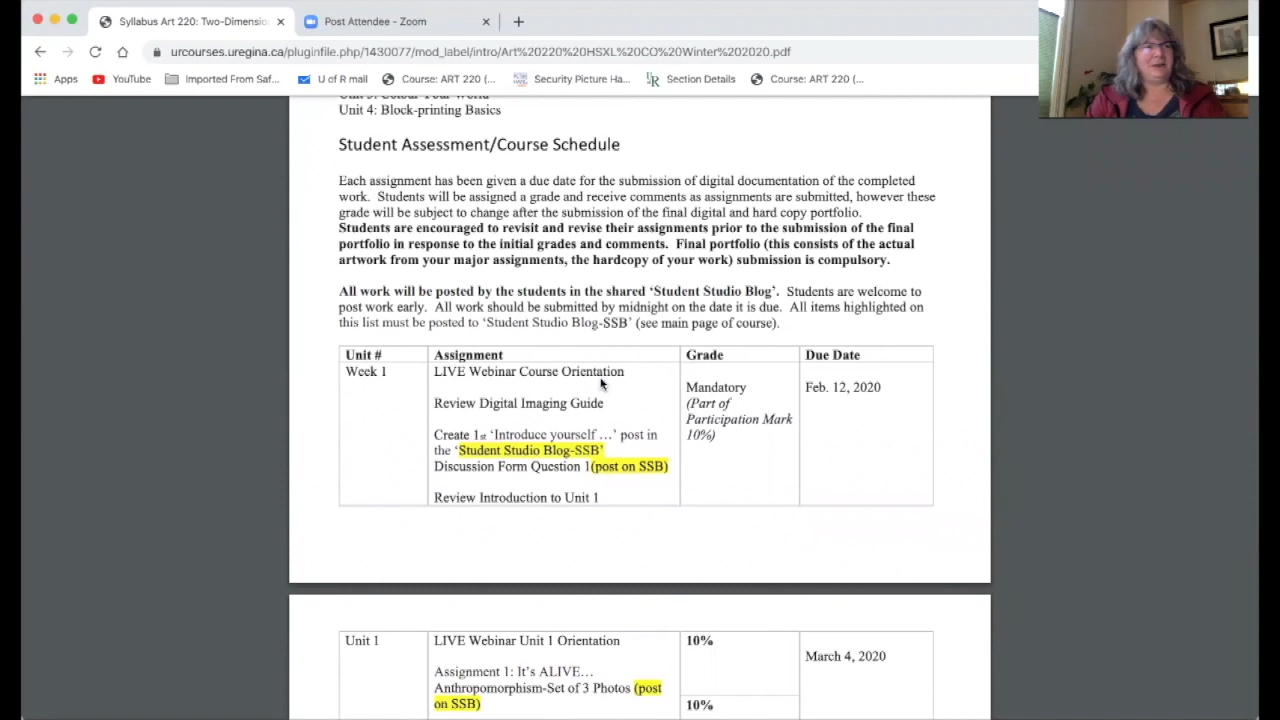 Syllabus Art 220: Two-Dimensio
Post Attendee - Zoom
urcourses.uregina.ca/pluginfile.php/1430077/mod_label/intro/Art%20220%20HSXL%20CO%20Winter%202020.pdf
Apps
YouTube
Imported From Saf...
U of R mail
Course: ART 220 (...
Security Picture Ha...
Section Details
Course: ART 220 (...
Unit 3: Colour Your World
Unit 4: Block-printing Basics
Student Assessment/Course Schedule
Each assignment has been given a due date for the submission of digital documentation of the completed
work. Students will be assigned a grade and receive comments as assignments are submitted, however these
grade will be subject to change after the submission of the final digital and hard copy portfolio.
Students are encouraged to revisit and revise their assignments prior to the submission of the final
portfolio in response to the initial grades and comments. Final portfolio (this consists of the actual
artwork from your major assignments, the hardcopy of your work) submission is compulsory.
All work will be posted by the students in the shared ‘Student Studio Blog’. Students are welcome to
post work early. All work should be submitted by midnight on the date it is due. All items highlighted on
this list must be posted to ‘Student Studio Blog-SSB’ (see main page of course).
Unit # Assignment Grade Due Date
Week 1 LIVE Webinar Course Orientation
Mandatory Feb. 12, 2020
Review Digital Imaging Guide (Part of
Participation Mark
Create 1st ‘Introduce yourself …’ post in 10%)
the ‘Student Studio Blog-SSB’
Discussion Form Question 1(post on SSB)
Review Introduction to Unit 1
Unit 1 LIVE Webinar Unit 1 Orientation 10%
March 4, 2020
Assignment 1: It’s ALIVE…
Anthropomorphism-Set of 3 Photos (post
on SSB) 10%